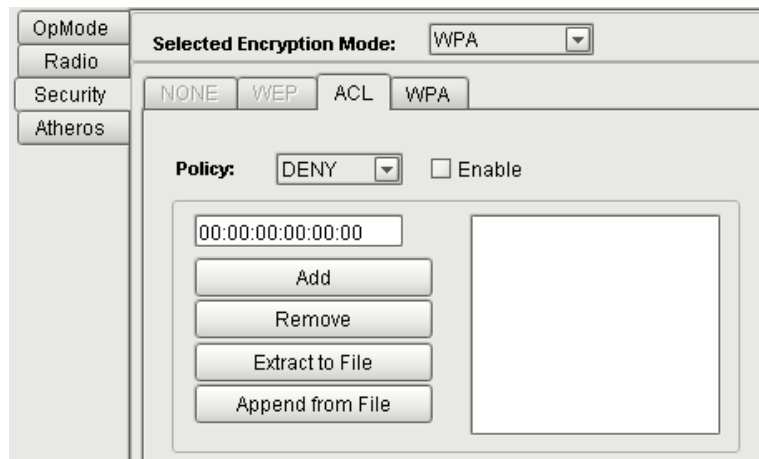 OpMode
Radio
Security
Atheros
Selected Encryption Mode: WPA
NONE WEP ACL WPA
Policy: DENY Enable
00:00:00:00:00:00
Add
Remove
Extract to File
Append from File